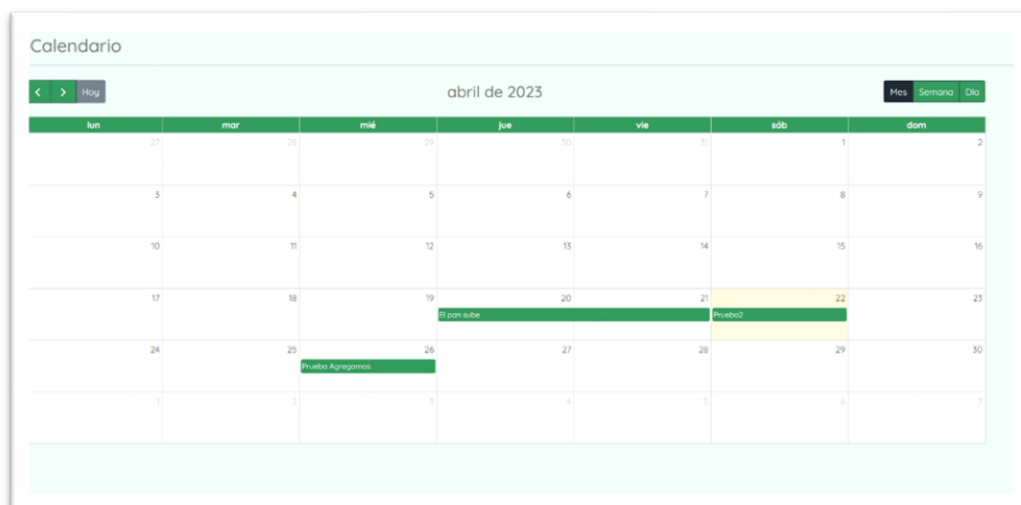 Calendario
< > Hoy abril de 2023 Mes Semana Día
lun mar mié jue vie sáb dom
27 28 29 30 31 1 2
3 4 5 6 7 8 9
10 11 12 13 14 15 16
17 18 19 20 21 22 23
El pan sube Prueba2
24 25 26 27 28 29 30
Prueba Agregamos
1 2 3 4 5 6 7